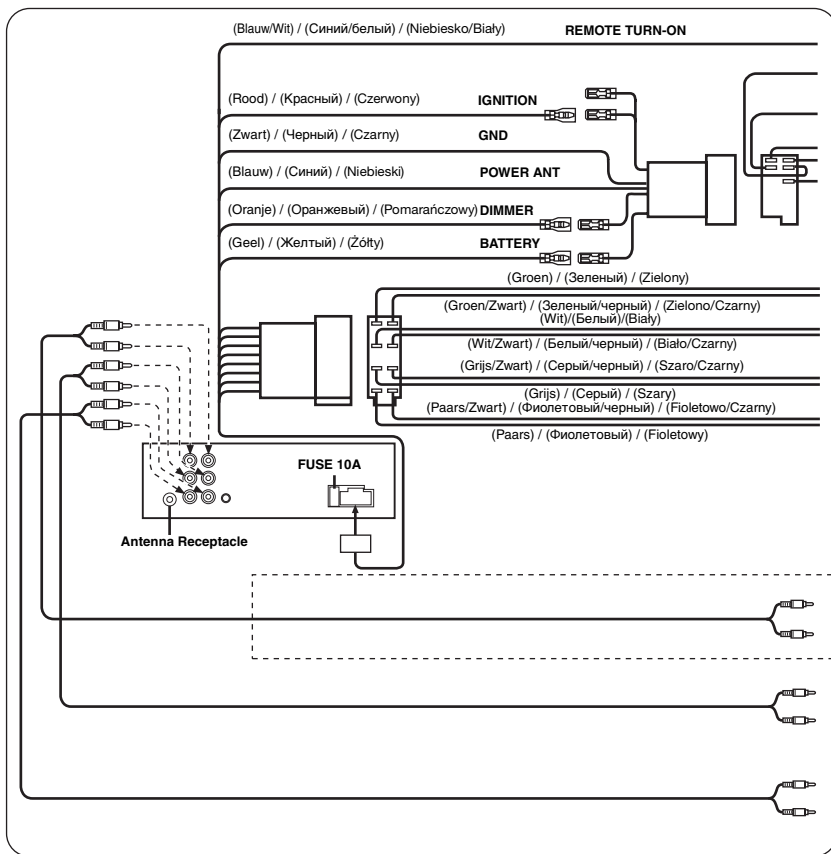 (Blauw/Wit) / (Синий/белый) / (Niebiesko/Biały) REMOTE TURN-ON
(Rood) / (Красный) / (Czerwony) IGNITION
(Zwart) / (Черный) / (Czarny) GND
(Blauw) / (Синий) / (Niebieski) POWER ANT
(Oranje) / (Оранжевый) / (Pomarańczowy) DIMMER
(Geel) / (Желтый) / (Żółty) BATTERY
(Groen) / (Зеленый) / (Zielony)
(Groen/Zwart) / (Зеленый/черный) / (Zielono/Czarny)
(Wit)/(Белый)/(Biały)
(Wit/Zwart) / (Белый/черный) / (Biało/Czarny)
(Grijs/Zwart) / (Серый/черный) / (Szaro/Czarny)
(Grijs) / (Серый) / (Szary)
(Paars/Zwart) / (Фиолетовый/черный) / (Fioletowo/Czarny)
(Paars) / (Фиолетовый) / (Fioletowy)
FUSE 10A
Antenna Receptacle